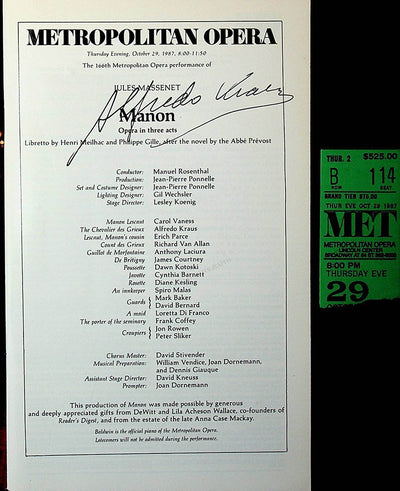 METROPOLITAN OPERA
Thursday Evening, October 29, 1987, 8:00-11:50
The 166th Metropolitan Opera performance of
JULES MASSENET
Alfredo Kraus
Manon
Opera in three acts
Libretto by Henri Meilhac and Philippe Gille, after the novel by the Abbé Prévost
Conductor: Manuel Rosenthal
Production: Jean-Pierre Ponnelle
Set and Costume Designer: Jean-Pierre Ponnelle
Lighting Designer: Gil Wechsler
Stage Director: Lesley Koenig
Manon Lescaut Carol Vaness
The Chevalier des Grieux Alfredo Kraus
Lescaut, Manon's cousin Erich Parce
Count des Grieux Richard Van Allan
Guillot de Morfontaine Anthony Laciura
De Brétigny James Courtney
Poussette Dawn Kotoski
Javotte Cynthia Barnett
Rosette Diane Kesling
An innkeeper Spiro Malas
Guards { Mark Baker
David Bernard
A maid Loretta Di Franco
The porter of the seminary Frank Coffey
Croupiers { Jon Rowen
Peter Sliker
Chorus Master: David Stivender
Musical Preparation: William Vendice, Joan Dornemann,
and Dennis Giauque
Assistant Stage Director: David Kneuss
Prompter: Joan Dornemann
This production of Manon was made possible by generous
and deeply appreciated gifts from DeWitt and Lila Acheson Wallace, co-founders of
Reader's Digest, and from the estate of the late Anna Case Mackay.
Baldwin is the official piano of the Metropolitan Opera.
Latecomers will not be admitted during the performance.
THUR. 2 $525.00
B 114
ROW SEAT
THUR EVE OCT 29 1987
MET
METROPOLITAN OPERA
LINCOLN CENTER
8:00 PM
THURSDAY EVE
29